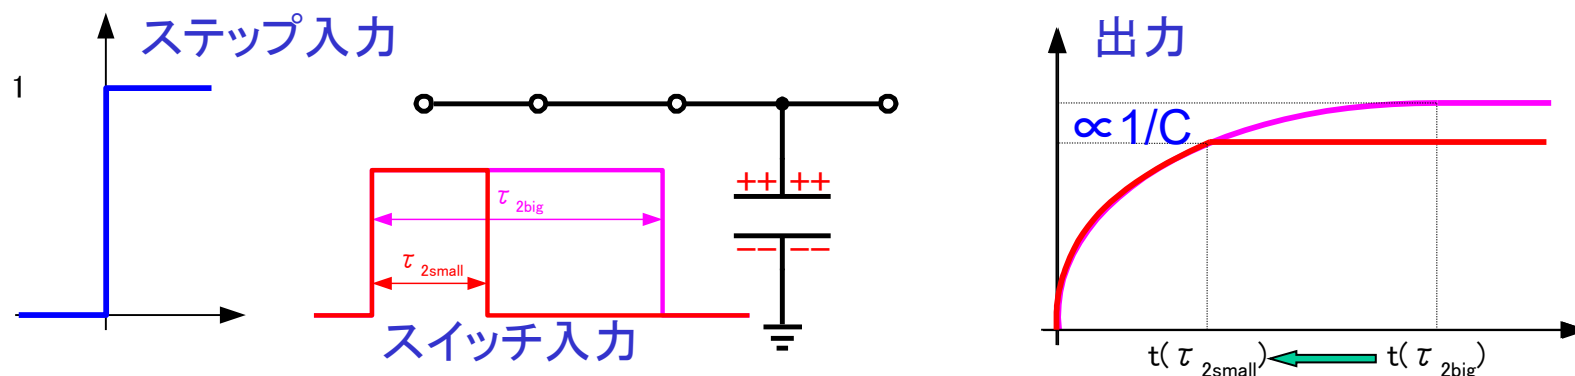 ステップ入力
1
τ 2big
τ 2small
スイッチ入力
++ ++
-- --
出力
∝1/C
t(τ 2small)
t(τ 2big)